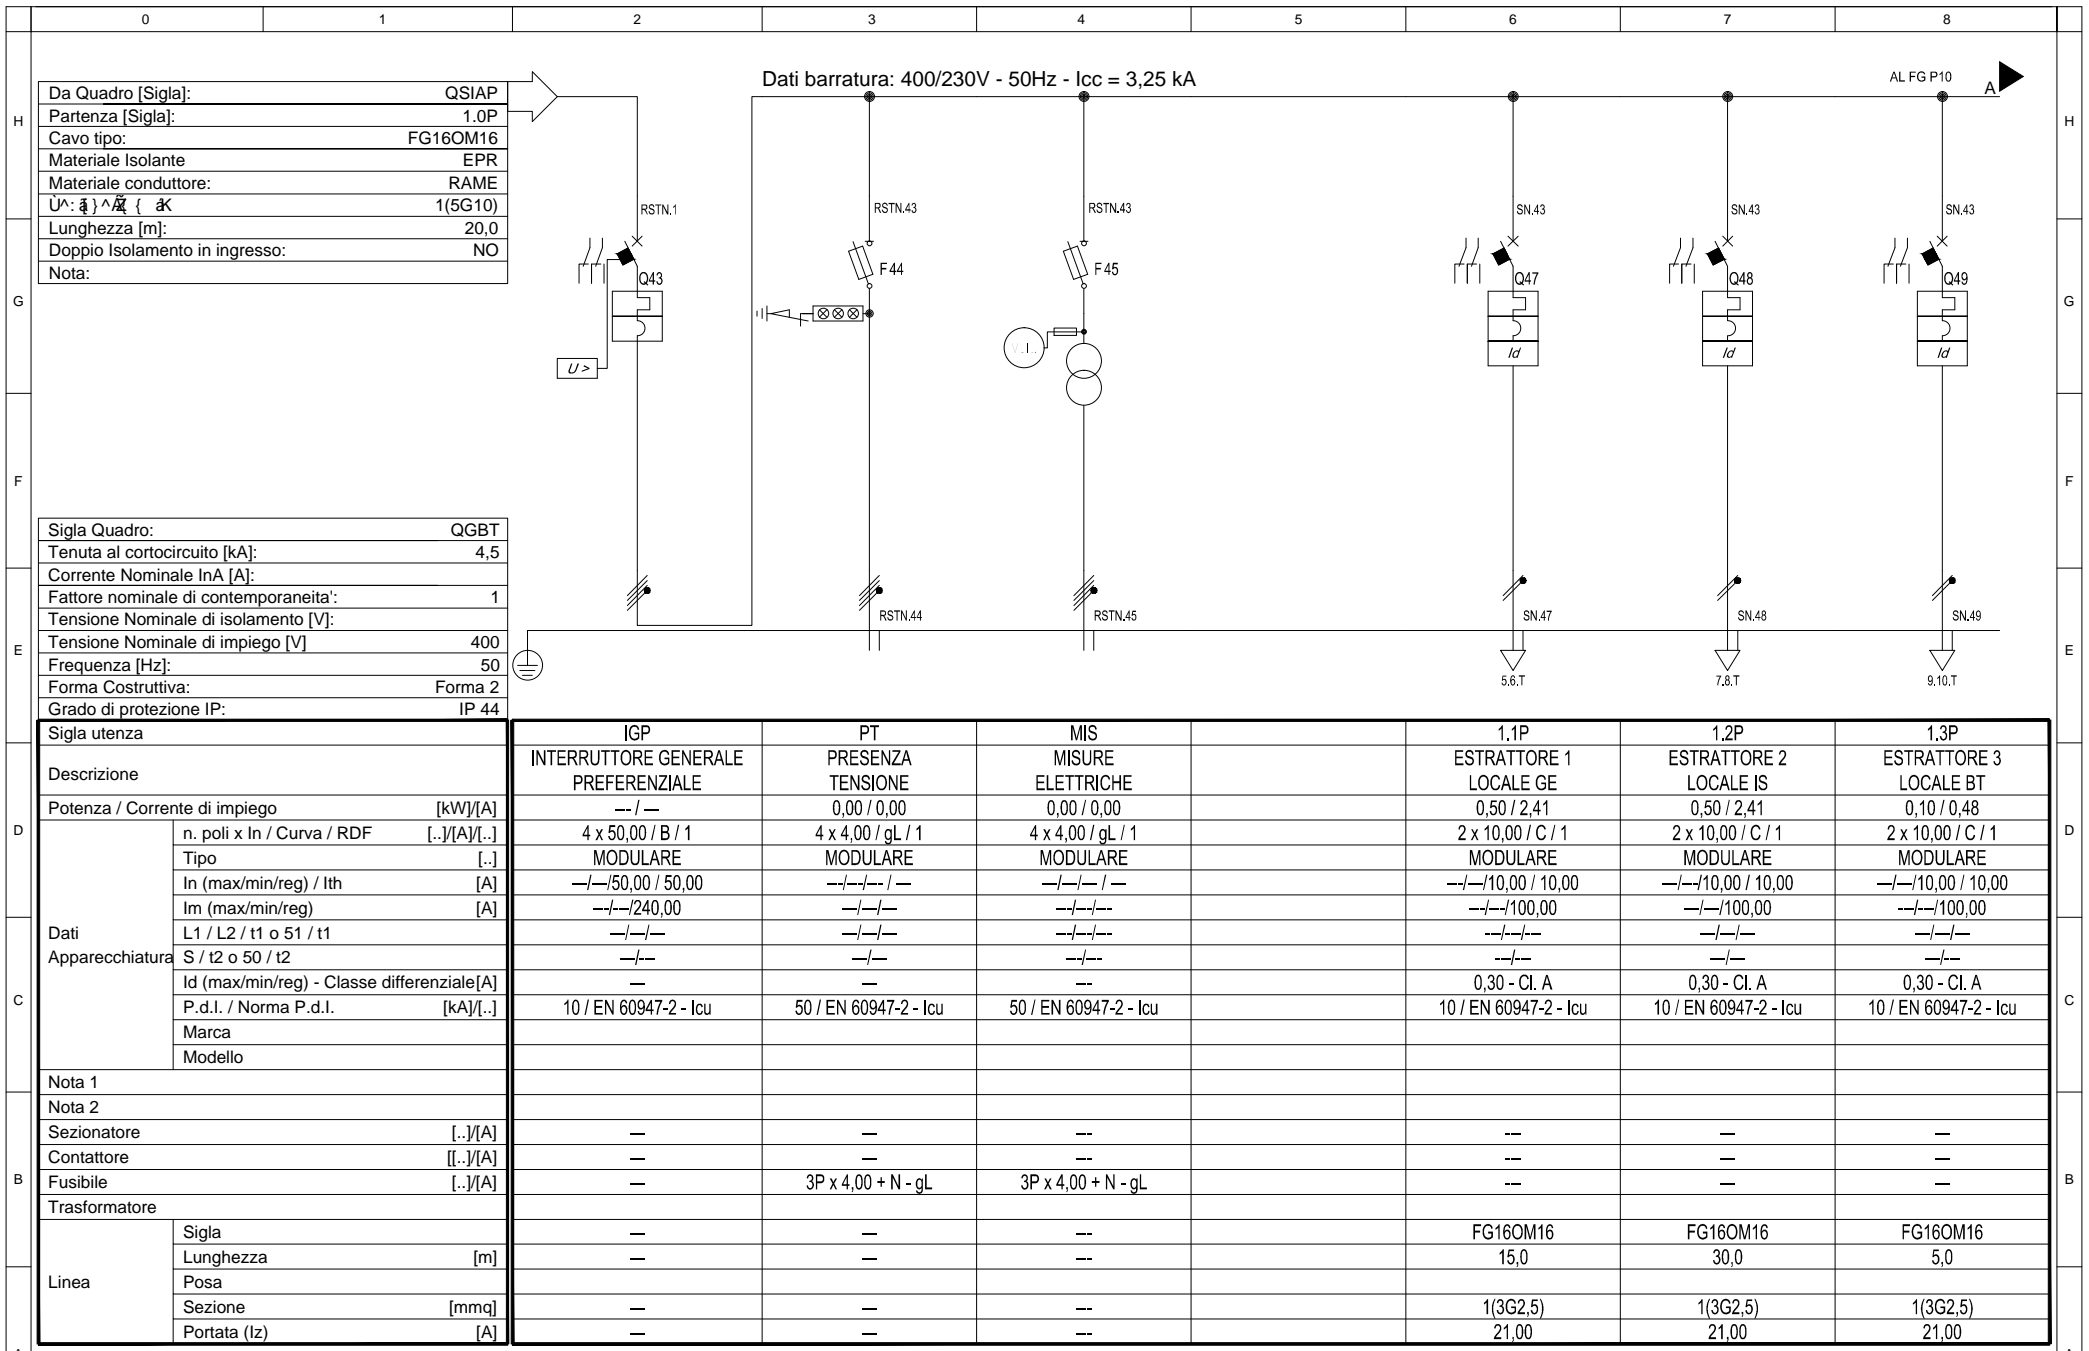 0 1 2 3 4 5 6 7 8
Dati barratura: 400/230V - 50Hz - Icc = 3,25 kA
AL FG P10
A
Da Quadro [Sigla]: QSIAP
Partenza [Sigla]: 1.0P
Cavo tipo: FG16OM16
Materiale Isolante EPR
Materiale conduttore: RAME
1(5G10)
Lunghezza [m]: 20,0
Doppio Isolamento in ingresso: NO
Nota:
H H
G G
F F
E E
D D
C C
B B
RSTN.1 RSTN.43 RSTN.43 SN.43 SN.43 SN.43
Q43 F44 F45 Q47 Q48 Q49
U >
Id Id Id
RSTN.44 RSTN.45 SN.47 SN.48 SN.49
5.6.T 7.8.T 9.10.T
Sigla Quadro: QGBT
Tenuta al cortocircuito [kA]: 4,5
Corrente Nominale InA [A]:
Fattore nominale di contemporaneita': 1
Tensione Nominale di isolamento [V]:
Tensione Nominale di impiego [V] 400
Frequenza [Hz]: 50
Forma Costruttiva: Forma 2
Grado di protezione IP: IP 44
Sigla utenza IGP PT MIS 1.1P 1.2P 1.3P
Descrizione
INTERRUTTORE GENERALE PRESENZA MISURE ESTRATTORE 1 ESTRATTORE 2 ESTRATTORE 3
PREFERENZIALE TENSIONE ELETTRICHE LOCALE GE LOCALE IS LOCALE BT
Potenza / Corrente di impiego [kW]/[A] --- / --- 0,00 / 0,00 0,00 / 0,00 0,50 / 2,41 0,50 / 2,41 0,10 / 0,48
Dati Apparecchiatura
n. poli x In / Curva / RDF [..]/[A]/[..] 4 x 50,00 / B / 1 4 x 4,00 / gL / 1 4 x 4,00 / gL / 1 2 x 10,00 / C / 1 2 x 10,00 / C / 1 2 x 10,00 / C / 1
Tipo [..] MODULARE MODULARE MODULARE MODULARE MODULARE MODULARE
In (max/min/reg) / Ith [A] ---/---/50,00 / 50,00 ---/---/--- / --- ---/---/--- / --- ---/---/10,00 / 10,00 ---/---/10,00 / 10,00 ---/---/10,00 / 10,00
Im (max/min/reg) [A] ---/---/240,00 ---/---/--- ---/---/--- ---/---/100,00 ---/---/100,00 ---/---/100,00
L1 / L2 / t1 o 51 / t1 ---/---/--- ---/---/--- ---/---/--- ---/---/--- ---/---/--- ---/---/---
S / t2 o 50 / t2 ---/--- ---/--- ---/--- ---/--- ---/--- ---/---
Id (max/min/reg) - Classe differenziale[A] --- --- --- 0,30 - Cl. A 0,30 - Cl. A 0,30 - Cl. A
P.d.I. / Norma P.d.I. [kA]/[..] 10 / EN 60947-2 - Icu 50 / EN 60947-2 - Icu 50 / EN 60947-2 - Icu 10 / EN 60947-2 - Icu 10 / EN 60947-2 - Icu 10 / EN 60947-2 - Icu
Marca
Modello
Nota 1
Nota 2
Sezionatore [..]/[A] --- --- --- --- --- ---
Contattore [[..]/[A] --- --- --- --- --- ---
Fusibile [..]/[A] --- 3P x 4,00 + N - gL 3P x 4,00 + N - gL --- --- ---
Trasformatore
Linea
Sigla --- --- --- FG16OM16 FG16OM16 FG16OM16
Lunghezza [m] --- --- --- 15,0 30,0 5,0
Posa
Sezione [mmq] --- --- --- 1(3G2,5) 1(3G2,5) 1(3G2,5)
Portata (Iz) [A] --- --- --- 21,00 21,00 21,00